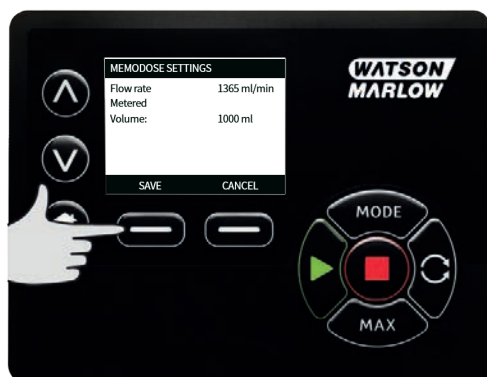 WATSON
MARLOW
MEMODOSE SETTINGS
Flow rate 1365 ml/min
Metered
Volume: 1000 ml
SAVE CANCEL
MODE
MAX